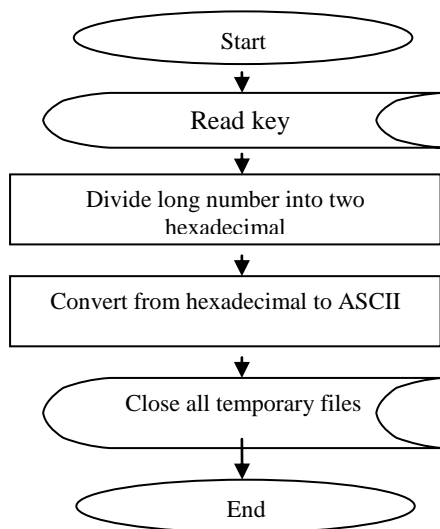 Start
Read key
Divide long number into two
hexadecimal
Convert from hexadecimal to ASCII
Close all temporary files
End